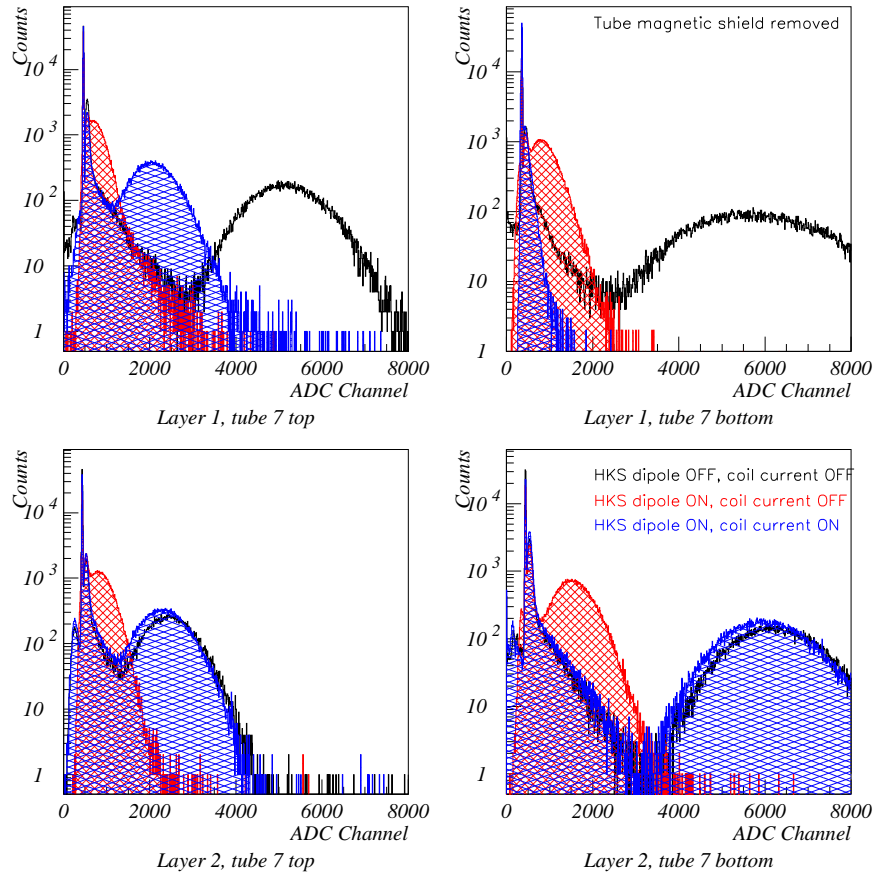 Counts
10^4
10^3
10^2
10
1
0 2000 4000 6000 8000
ADC Channel
Layer 1, tube 7 top
Counts
Tube magnetic shield removed
10^4
10^3
10^2
10
1
0 2000 4000 6000 8000
ADC Channel
Layer 1, tube 7 bottom
Counts
10^4
10^3
10^2
10
1
0 2000 4000 6000 8000
ADC Channel
Layer 2, tube 7 top
Counts
HKS dipole OFF, coil current OFF
HKS dipole ON, coil current OFF
HKS dipole ON, coil current ON
10^4
10^3
10^2
10
1
0 2000 4000 6000 8000
ADC Channel
Layer 2, tube 7 bottom